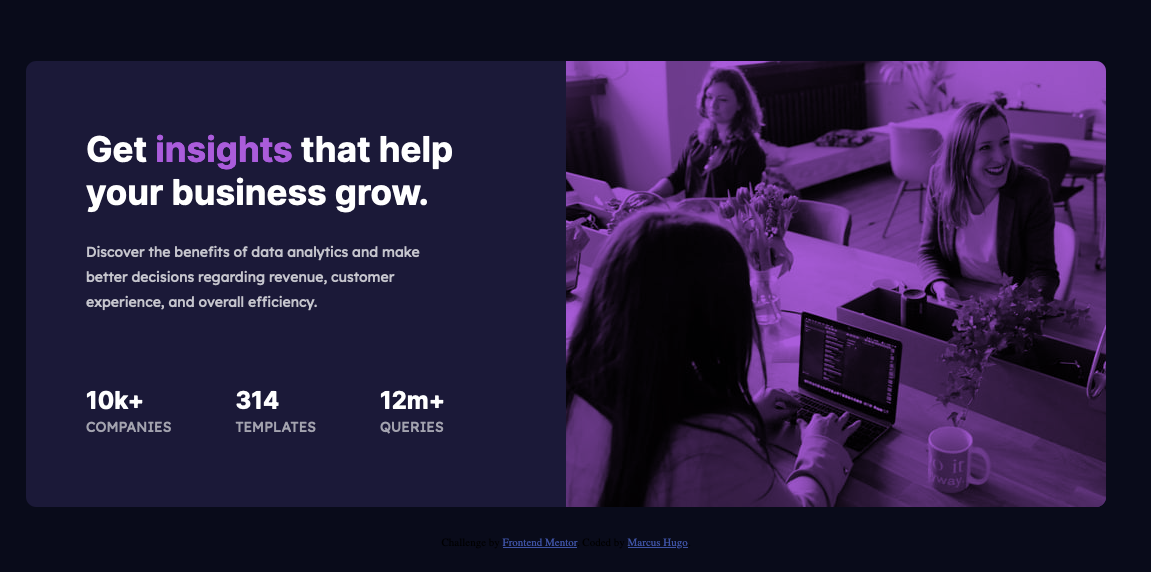 Get insights that help
your business grow.
Discover the benefits of data analytics and make
better decisions regarding revenue, customer
experience, and overall efficiency.
10k+ 314 12m+
COMPANIES TEMPLATES QUERIES
Challenge by Frontend Mentor. Coded by Marcus Hugo